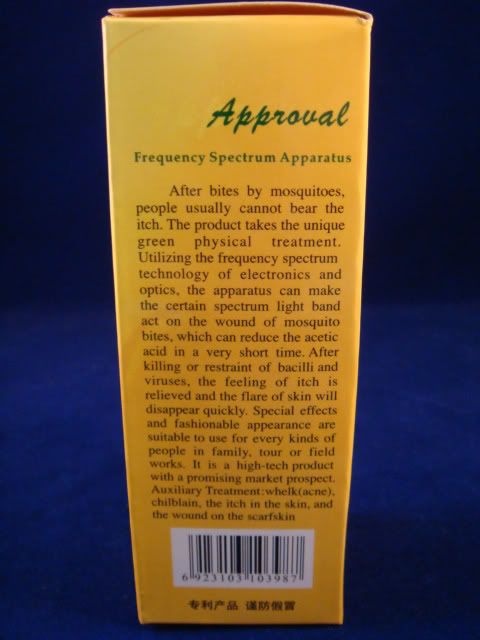 Approval
Frequency Spectrum Apparatus
After bites by mosquitoes,
people usually cannot bear the
itch. The product takes the unique
green physical treatment.
Utilizing the frequency spectrum
technology of electronics and
optics, the apparatus can make
the certain spectrum light band
act on the wound of mosquito
bites, which can reduce the acetic
acid in a very short time. After
killing or restraint of bacilli and
viruses, the feeling of itch is
relieved and the flare of skin will
disappear quickly. Special effects
and fashionable appearance are
suitable to use for every kinds of
people in family, tour or field
works. It is a high-tech product
with a promising market prospect.
Auxiliary Treatment:whelk(acne),
chilblain, the itch in the skin, and
the wound on the scarfskin
6 923103 103987
专利产品 谨防假冒